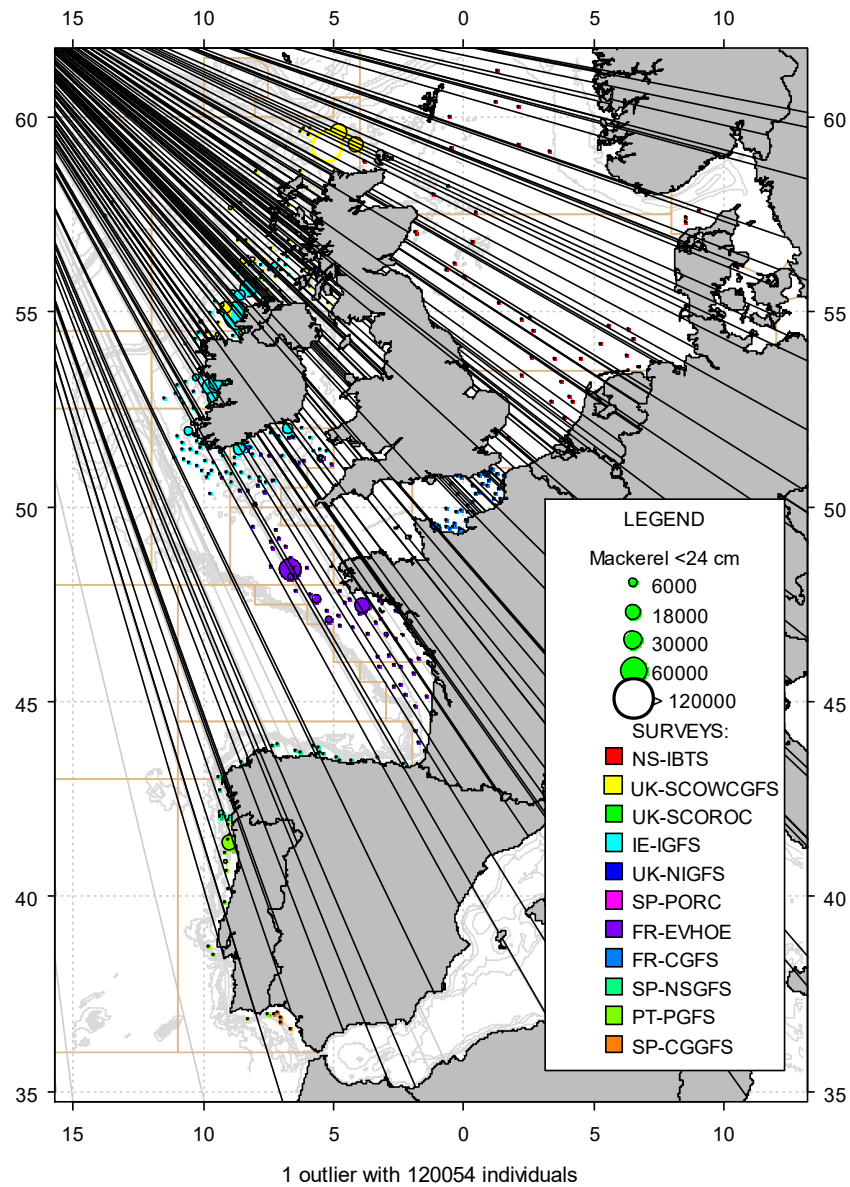 15 10 5 0 5 10
60 60
55 55
50 50
LEGEND
Mackerel <24 cm
6000
18000
30000
60000
> 120000
SURVEYS:
NS-IBTS
UK-SCOWCGFS
UK-SCOROC
IE-IGFS
UK-NIGFS
SP-PORC
FR-EVHOE
FR-CGFS
SP-NSGFS
PT-PGFS
SP-CGGFS
45 45
40 40
35 35
15 10 5 0 5 10
1 outlier with 120054 individuals